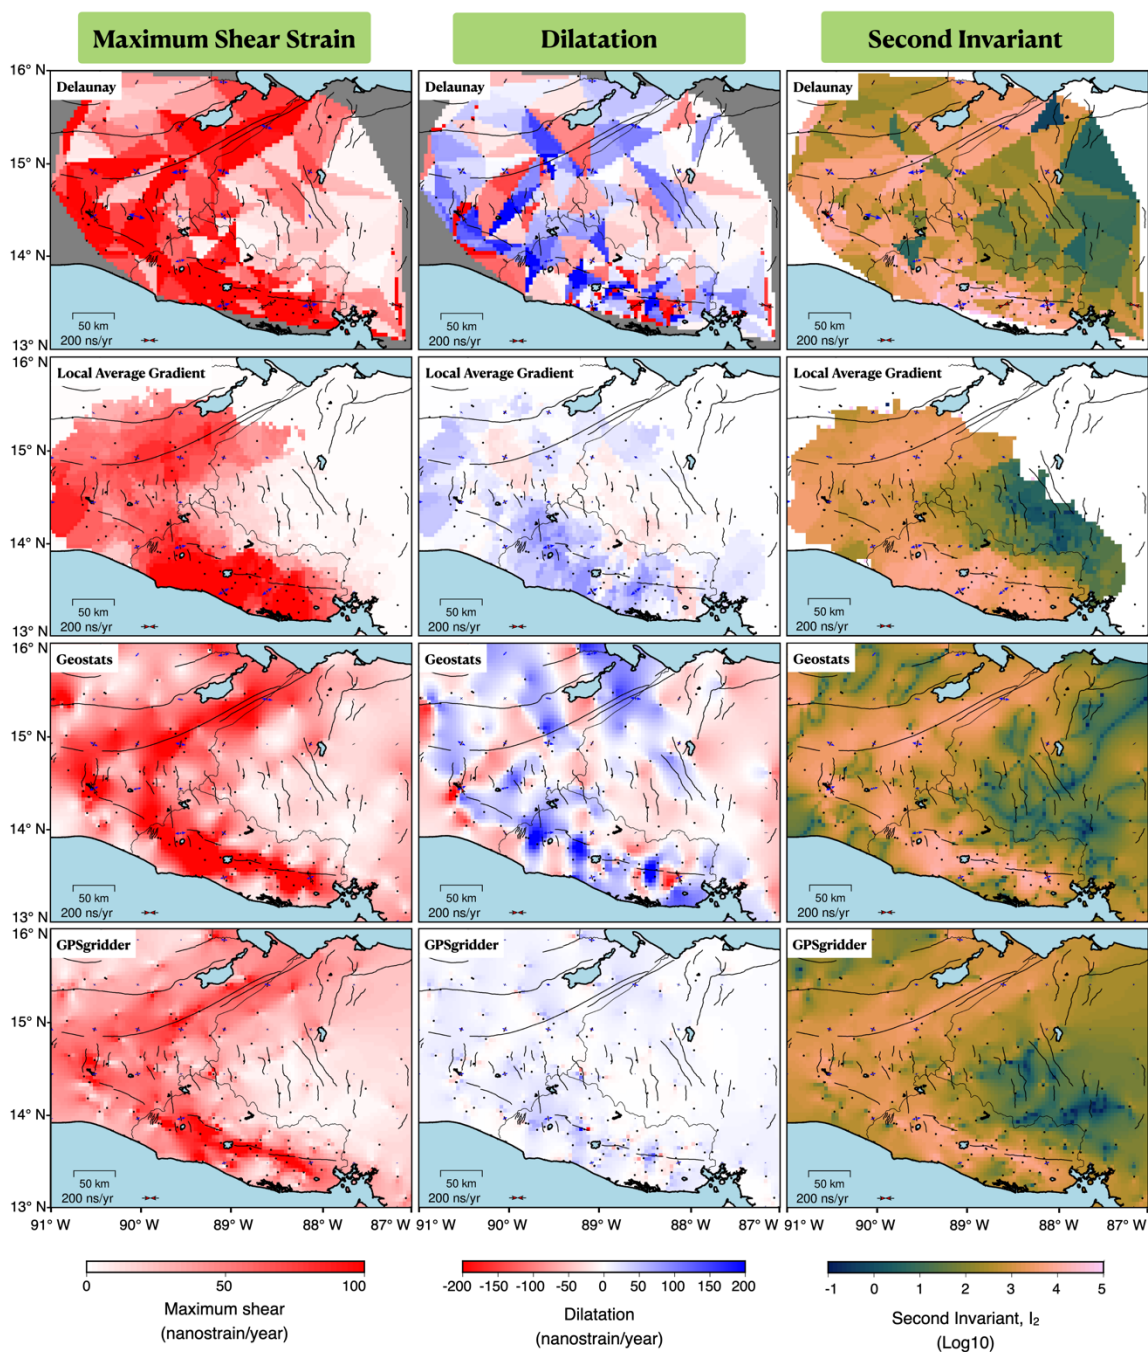 Maximum Shear Strain
Dilatation
Second Invariant
16° N
Delaunay
Delaunay
Delaunay
15° N
14° N
50 km
200 ns/yr
50 km
200 ns/yr
50 km
200 ns/yr
13° N
16° N
Local Average Gradient
Local Average Gradient
Local Average Gradient
15° N
14° N
50 km
200 ns/yr
50 km
200 ns/yr
50 km
200 ns/yr
13° N
16° N
Geostats
Geostats
Geostats
15° N
14° N
50 km
200 ns/yr
50 km
200 ns/yr
50 km
200 ns/yr
13° N
16° N
GPSgridder
GPSgridder
GPSgridder
15° N
14° N
50 km
200 ns/yr
50 km
200 ns/yr
50 km
200 ns/yr
13° N
91° W 90° W 89° W 88° W 87° W
90° W 89° W 88° W 87° W
91° W 90° W 89° W 88° W 87° W
0 50 100
Maximum shear
(nanostrain/year)
-200 -150 -100 -50 0 50 100 150 200
Dilatation
(nanostrain/year)
-1 0 1 2 3 4 5
Second Invariant, I₂
(Log10)